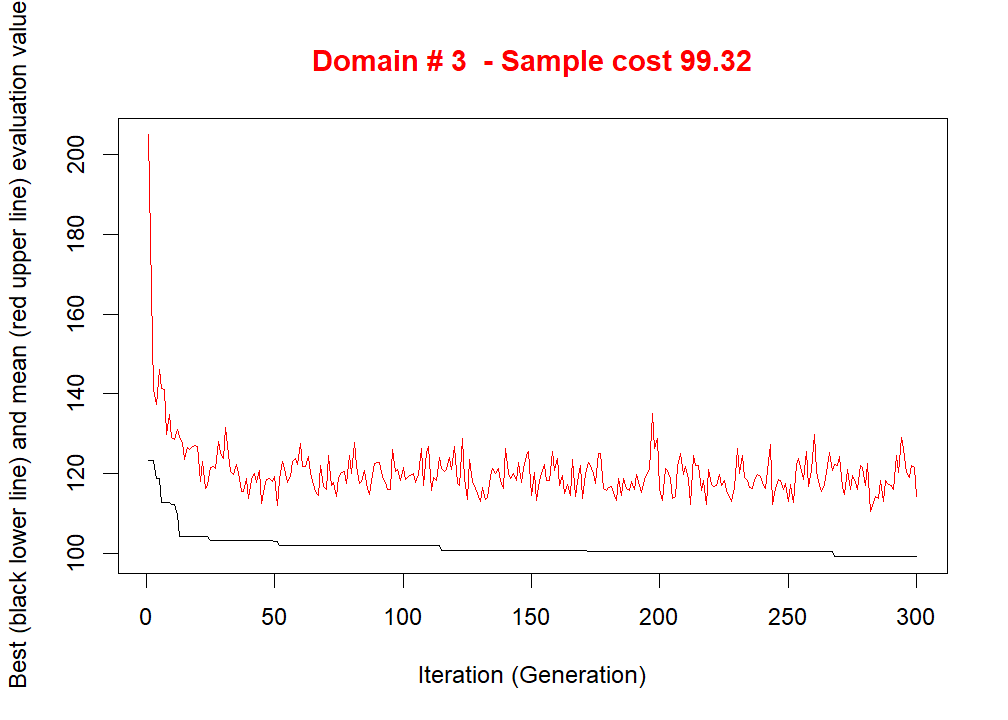 Domain # 3  - Sample cost 99.32
Best (black lower line) and mean (red upper line) evaluation value
200
180
160
140
120
100
0 50 100 150 200 250 300
Iteration (Generation)